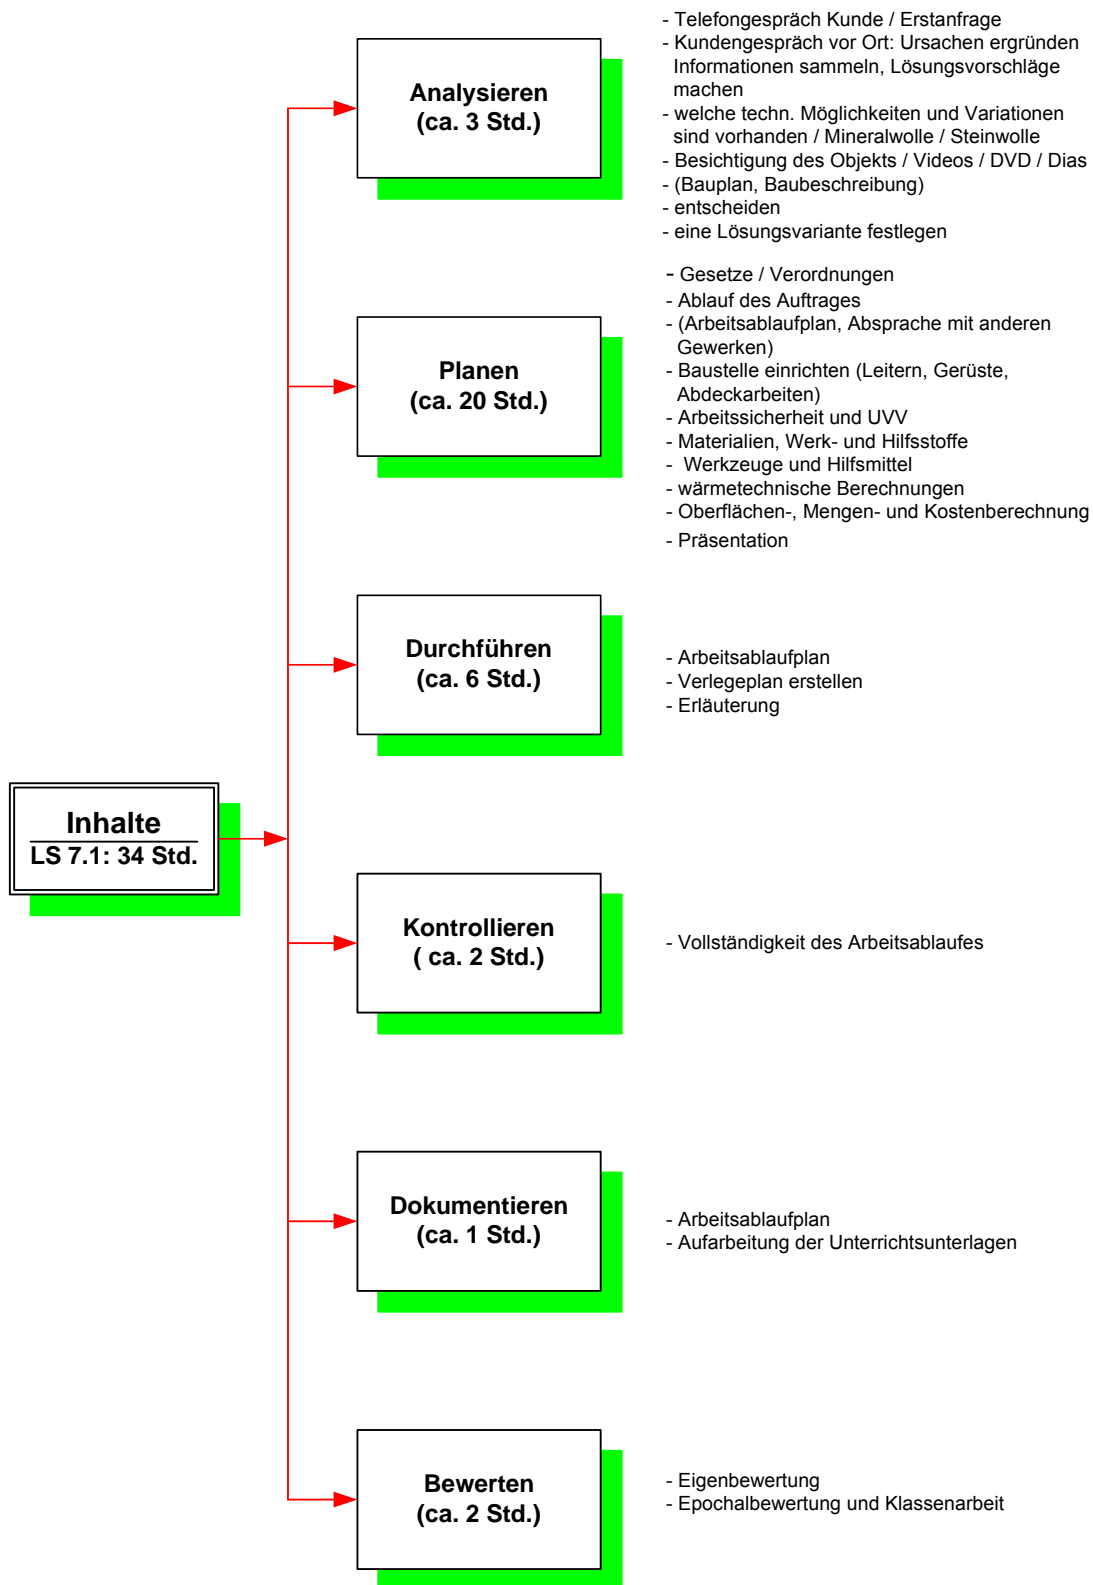 Analysieren
(ca. 3 Std.)
- Telefongespräch Kunde / Erstanfrage
- Kundengespräch vor Ort: Ursachen ergründen
Informationen sammeln, Lösungsvorschläge
machen
- welche techn. Möglichkeiten und Variationen
sind vorhanden / Mineralwolle / Steinwolle
- Besichtigung des Objekts / Videos / DVD / Dias
- (Bauplan, Baubeschreibung)
- entscheiden
- eine Lösungsvariante festlegen
Planen
(ca. 20 Std.)
- Gesetze / Verordnungen
- Ablauf des Auftrages
- (Arbeitsablaufplan, Absprache mit anderen
Gewerken)
- Baustelle einrichten (Leitern, Gerüste,
Abdeckarbeiten)
- Arbeitssicherheit und UVV
- Materialien, Werk- und Hilfsstoffe
- Werkzeuge und Hilfsmittel
- wärmetechnische Berechnungen
- Oberflächen-, Mengen- und Kostenberechnung
- Präsentation
Durchführen
(ca. 6 Std.)
- Arbeitsablaufplan
- Verlegeplan erstellen
- Erläuterung
Inhalte
LS 7.1: 34 Std.
Kontrollieren
( ca. 2 Std.)
- Vollständigkeit des Arbeitsablaufes
Dokumentieren
(ca. 1 Std.)
- Arbeitsablaufplan
- Aufarbeitung der Unterrichtsunterlagen
Bewerten
(ca. 2 Std.)
- Eigenbewertung
- Epochalbewertung und Klassenarbeit